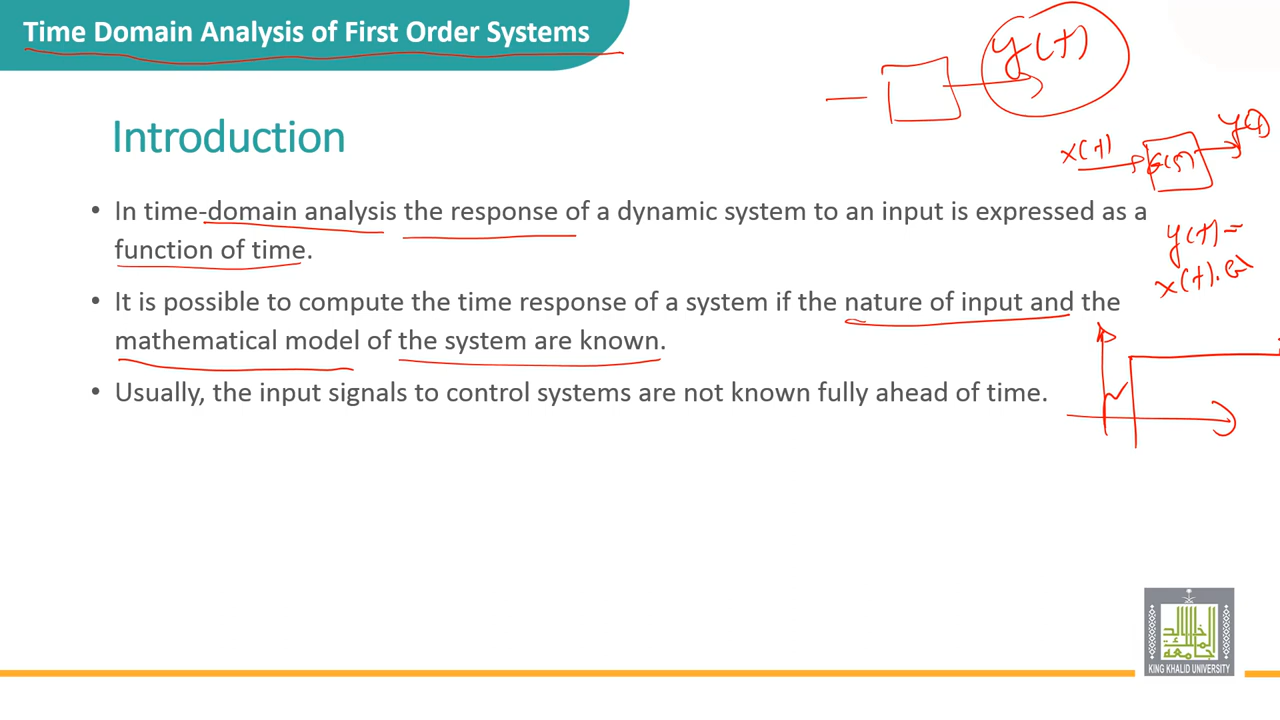 Time Domain Analysis of First Order Systems
y(t)
x(t)
G(S)
y(t)
Introduction
• In time-domain analysis the response of a dynamic system to an input is expressed as a
function of time.
y(t) =
x(t).
• It is possible to compute the time response of a system if the nature of input and the
mathematical model of the system are known.
• Usually, the input signals to control systems are not known fully ahead of time.
KING KHALID UNIVERSITY